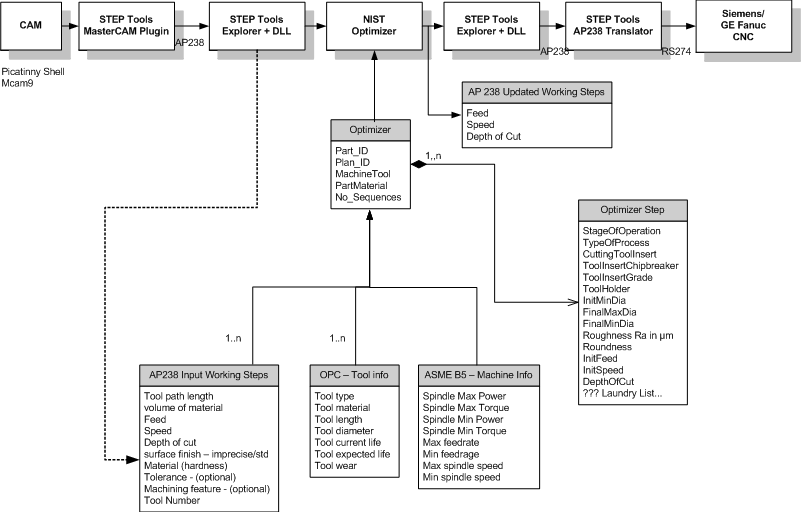 CAM
STEP Tools
MasterCAM Plugin
AP238
STEP Tools
Explorer + DLL
NIST
Optimizer
STEP Tools
Explorer + DLL
AP238
STEP Tools
AP238 Translator
RS274
Siemens/
GE Fanuc
CNC
Picatinny Shell
Mcam9
AP 238 Updated Working Steps
Feed
Speed
Depth of Cut
Optimizer
Part_ID
Plan_ID
MachineTool
PartMaterial
No_Sequences
1,,n
Optimizer Step
StageOfOperation
TypeOfProcess
CuttingToolInsert
ToolInsertChipbreaker
ToolInsertGrade
ToolHolder
InitMinDia
FinalMaxDia
FinalMinDia
Roughness Ra in µm
Roundness
InitFeed
InitSpeed
DepthOfCut
??? Laundry List...
1..n
1..n
AP238 Input Working Steps
Tool path length
volume of material
Feed
Speed
Depth of cut
surface finish – imprecise/std
Material (hardness)
Tolerance - (optional)
Machining feature - (optional)
Tool Number
OPC – Tool info
Tool type
Tool material
Tool length
Tool diameter
Tool current life
Tool expected life
Tool wear
ASME B5 – Machine Info
Spindle Max Power
Spindle Max Torque
Spindle Min Power
Spindle Min Torque
Max feedrate
Min feedrage
Max spindle speed
Min spindle speed